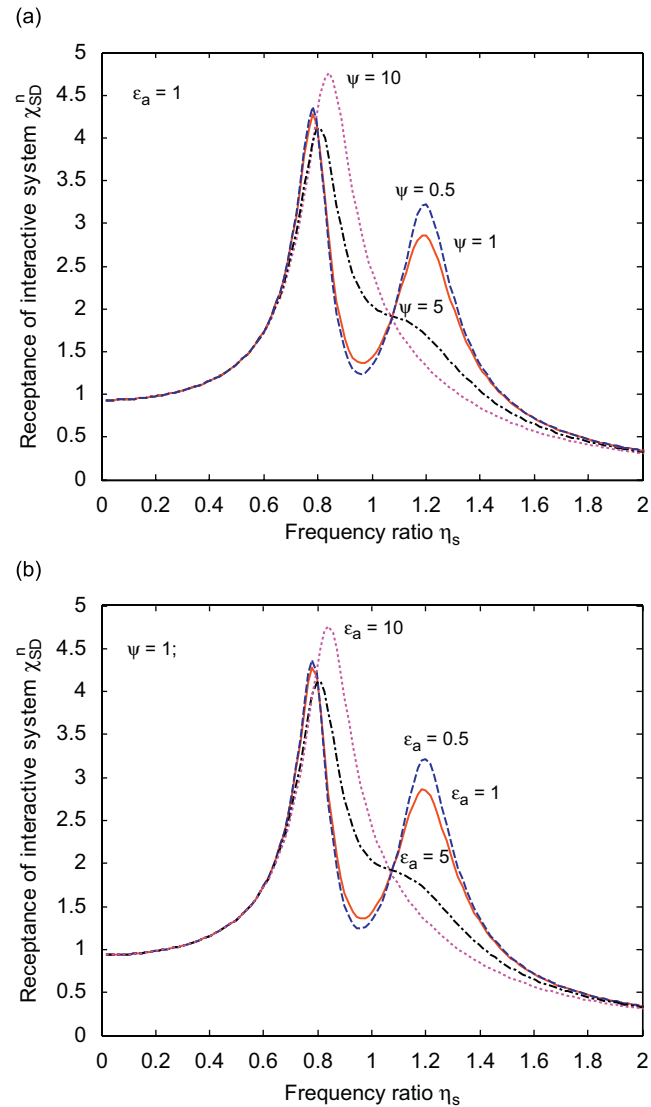 (a)
5
4.5
4
3.5
3
2.5
2
1.5
1
0.5
0
Receptance of interactive system χ^n_SD
ε_a = 1
ψ = 10
ψ = 0.5
ψ = 1
ψ = 5
0 0.2 0.4 0.6 0.8 1 1.2 1.4 1.6 1.8 2
Frequency ratio η_s
(b)
5
4.5
4
3.5
3
2.5
2
1.5
1
0.5
0
Receptance of interactive system χ^n_SD
ψ = 1;
ε_a = 10
ε_a = 0.5
ε_a = 1
ε_a = 5
0 0.2 0.4 0.6 0.8 1 1.2 1.4 1.6 1.8 2
Frequency ratio η_s